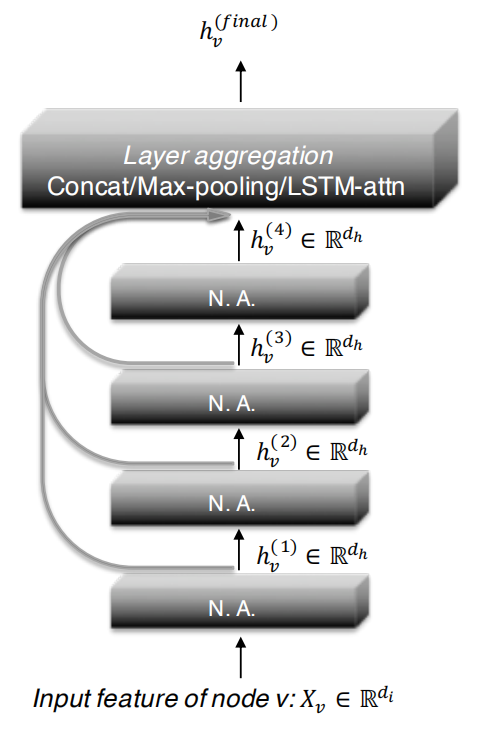 h_v^{(final)}
Layer aggregation
Concat/Max-pooling/LSTM-attn
h_v^{(4)} ∈ ℝ^{d_h}
N. A.
h_v^{(3)} ∈ ℝ^{d_h}
N. A.
h_v^{(2)} ∈ ℝ^{d_h}
N. A.
h_v^{(1)} ∈ ℝ^{d_h}
N. A.
Input feature of node v: X_v ∈ ℝ^{d_i}